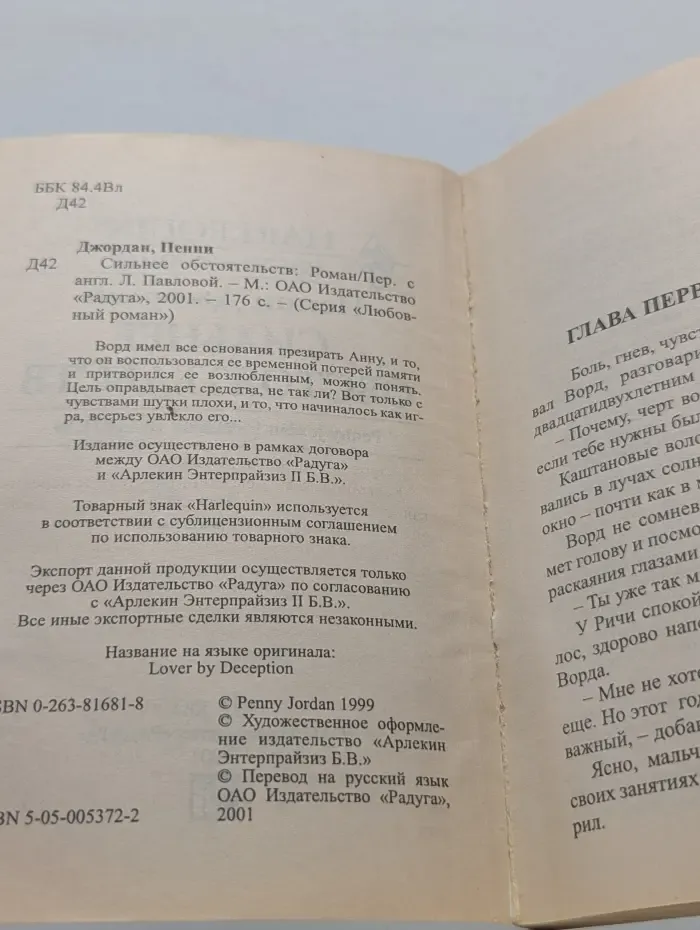 ББК 84.4Вл
Д42
Джордан, Пенни
Д42 Сильнее обстоятельств: Роман/Пер. с
англ. Л. Павловой. – М.: ОАО Издательство
«Радуга», 2001. – 176 с. – (Серия «Любов-
ный роман»)
Ворд имел все основания презирать Анну, и то,
что он воспользовался ее временной потерей памяти
и притворился ее возлюбленным, можно понять.
Цель оправдывает средства, не так ли? Вот только с
чувствами шутки плохи, и то, что начиналось как иг-
ра, всерьез увлекло его...
Издание осуществлено в рамках договора
между ОАО Издательство «Радуга»
и «Арлекин Энтерпрайзиз II Б.В.».
Товарный знак «Harlequin» используется
в соответствии с сублицензионным соглашением
по использованию товарного знака.
Экспорт данной продукции осуществляется только
через ОАО Издательство «Радуга» по согласованию
с «Арлекин Энтерпрайзиз II Б.В.».
Все иные экспортные сделки являются незаконными.
Название на языке оригинала:
Lover by Deception
SBN 0-263-81681-8
© Penny Jordan 1999
© Художественное оформле-
ние издательство «Арлекин
Энтерпрайзиз Б.В.»
© Перевод на русский язык
ОАО Издательство «Радуга»,
2001
BN 5-05-005372-2
ГЛАВА ПЕРВ
Боль, гнев, чувст
вал Ворд, разговари
двадцатидвухлетним
– Почему, черт во
если тебе нужны был
Каштановые воло
вались в лучах солн
окно – почти как в м
Ворд не сомнев
мет голову и посмо
раскаяния глазами
– Ты уже так м
У Ричи спокой
лос, здорово напо
Ворда.
– Мне не хоте
еще. Но этот год
важный, – добав
Ясно, мальч
своих занятиях,
рил.